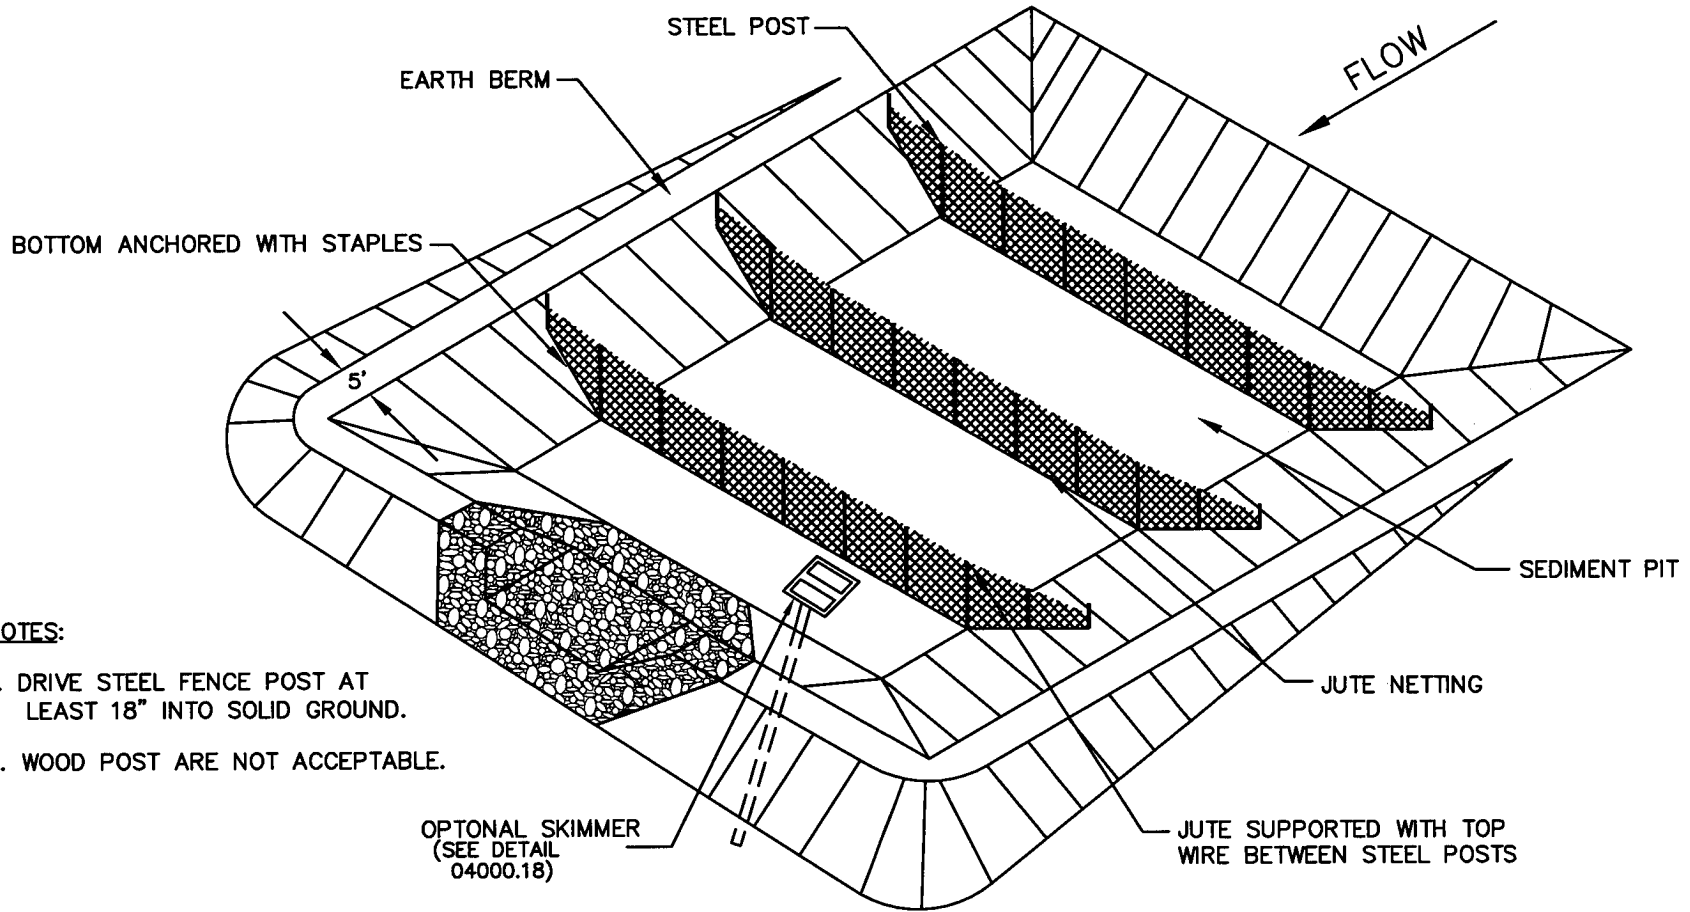 STEEL POST
EARTH BERM
FLOW
BOTTOM ANCHORED WITH STAPLES
5'
SEDIMENT PIT
OTES:
. DRIVE STEEL FENCE POST AT
LEAST 18" INTO SOLID GROUND.
JUTE NETTING
. WOOD POST ARE NOT ACCEPTABLE.
OPTONAL SKIMMER
(SEE DETAIL
04000.18)
JUTE SUPPORTED WITH TOP
WIRE BETWEEN STEEL POSTS